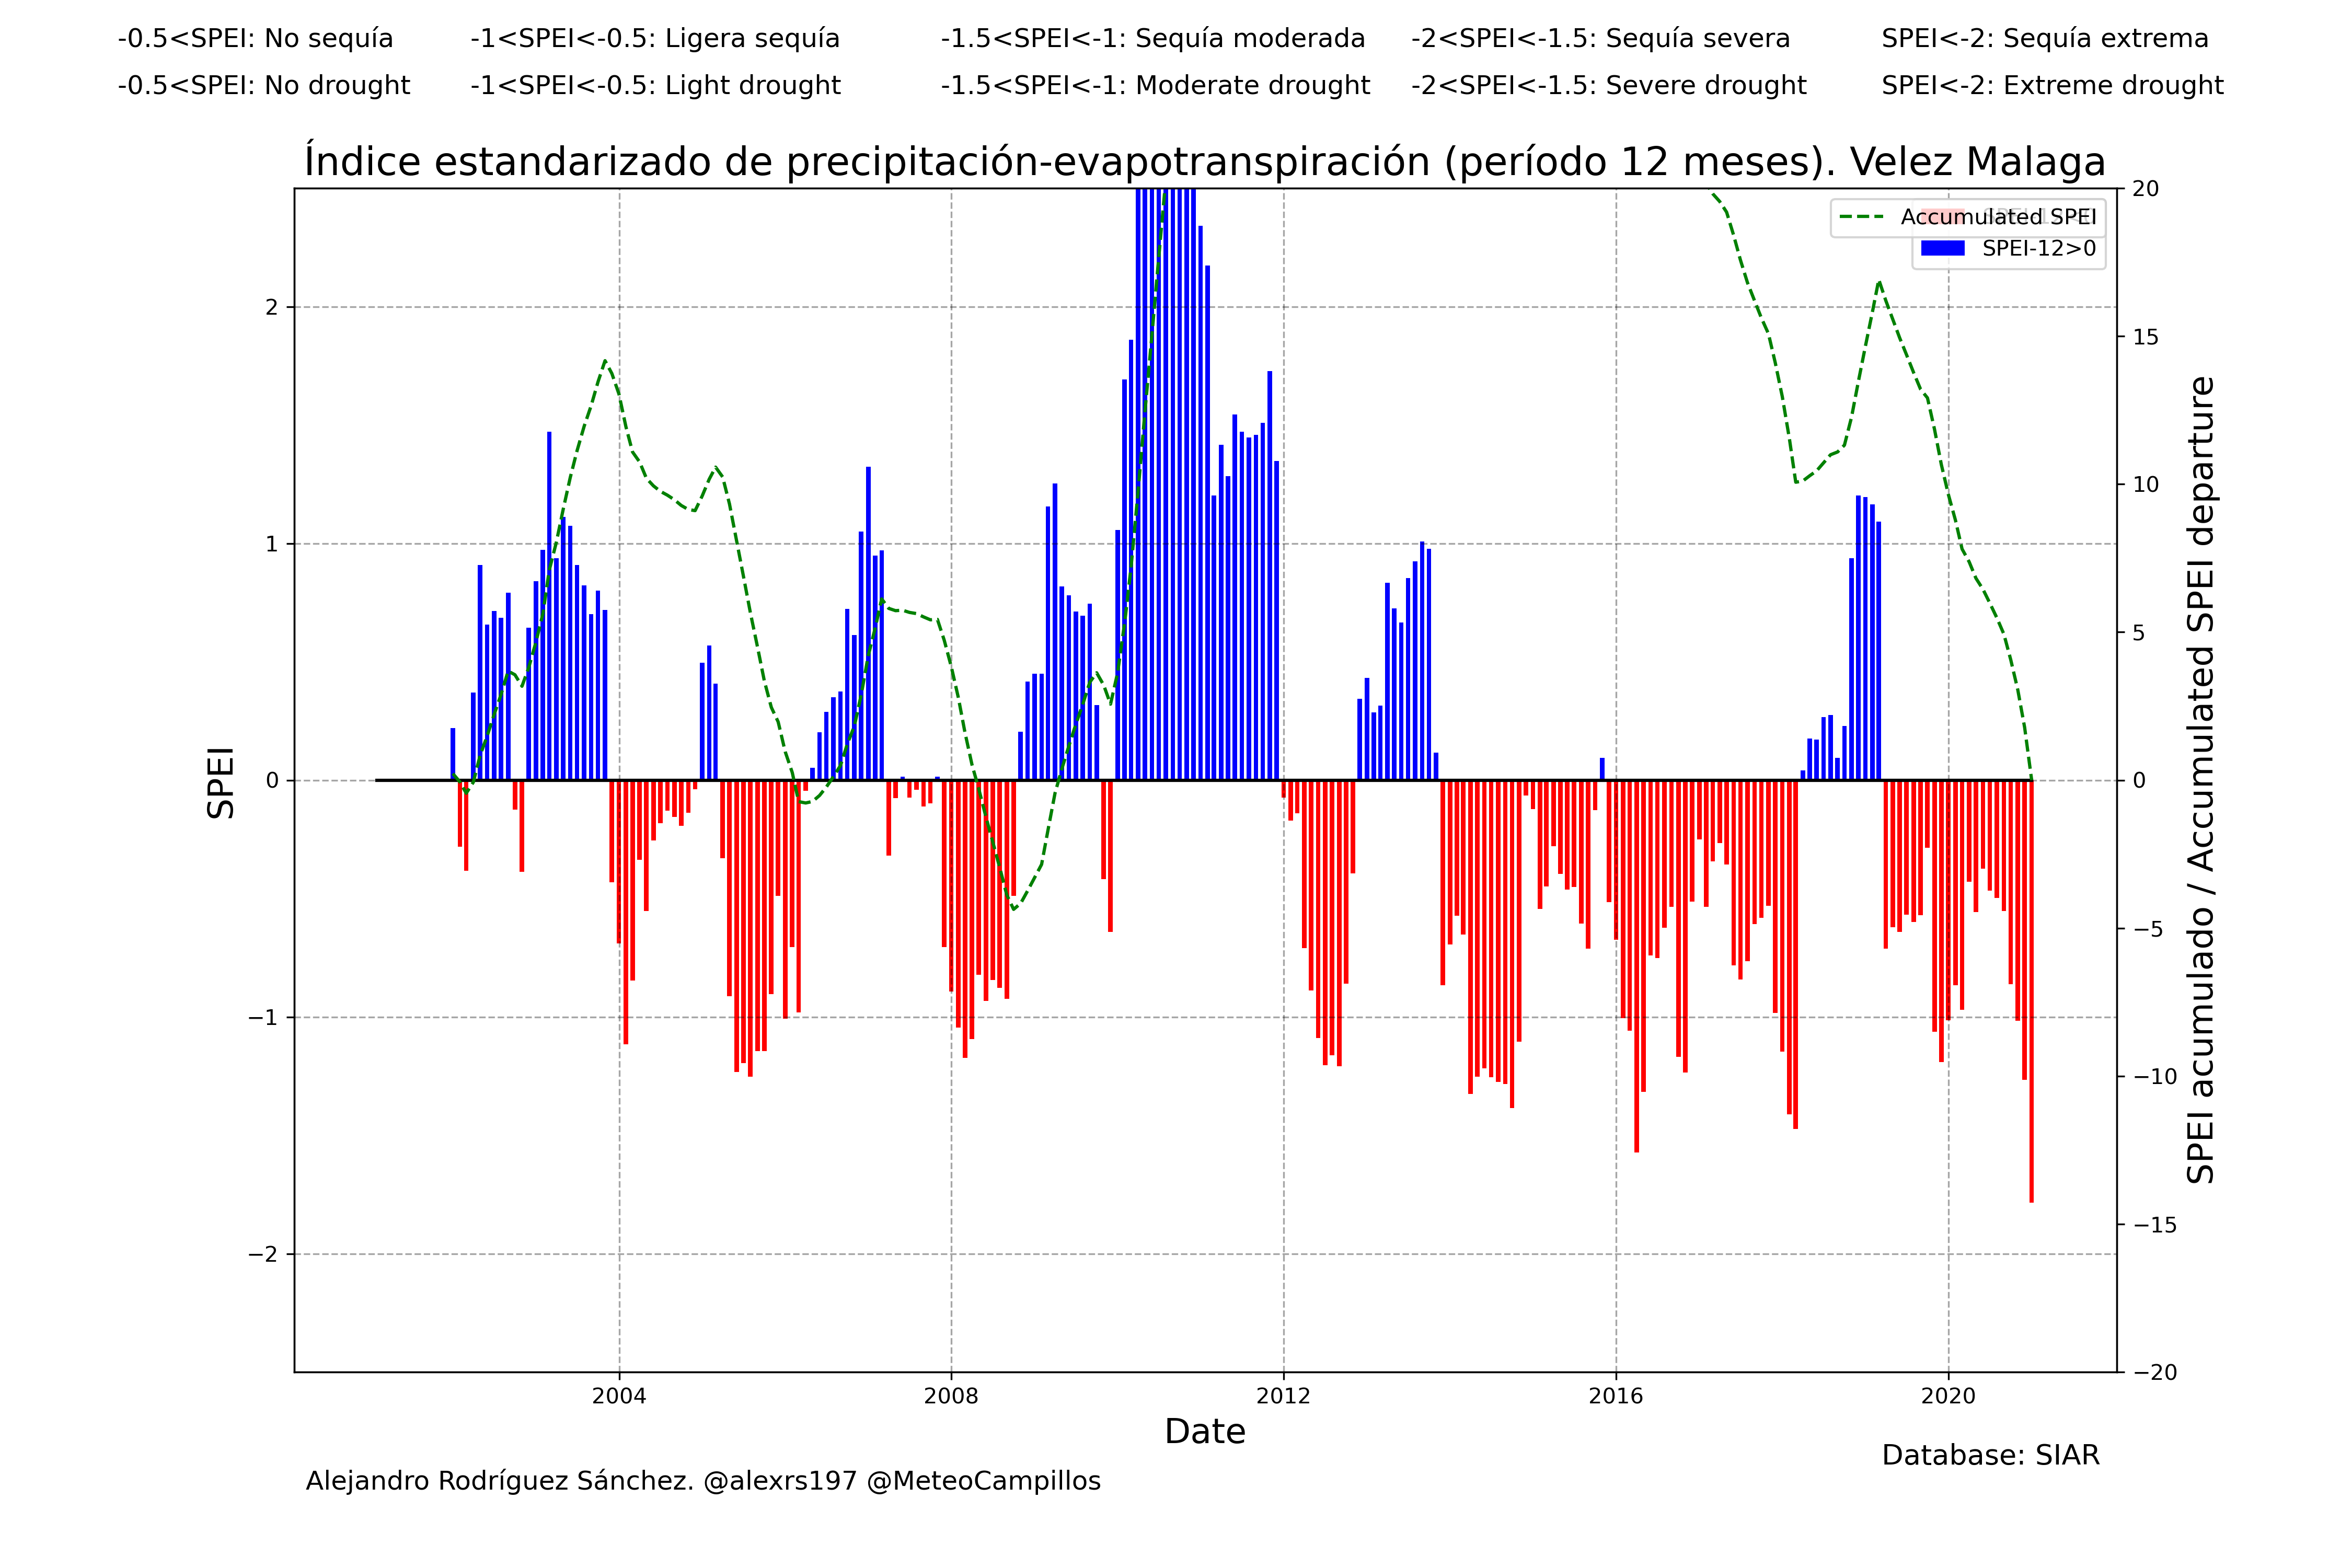 -0.5<SPEI: No sequía -1<SPEI<-0.5: Ligera sequía -1.5<SPEI<-1: Sequía moderada -2<SPEI<-1.5: Sequía severa SPEI<-2: Sequía extrema
-0.5<SPEI: No drought -1<SPEI<-0.5: Light drought -1.5<SPEI<-1: Moderate drought -2<SPEI<-1.5: Severe drought SPEI<-2: Extreme drought
Índice estandarizado de precipitación-evapotranspiración (período 12 meses). Velez Malaga
Accumulated SPEI
SPEI-12>0
SPEI
2
1
0
−1
−2
20
15
10
5
0
−5
−10
−15
−20
SPEI acumulado / Accumulated SPEI departure
2004 2008 2012 2016 2020
Date
Database: SIAR
Alejandro Rodríguez Sánchez. @alexrs197 @MeteoCampillos